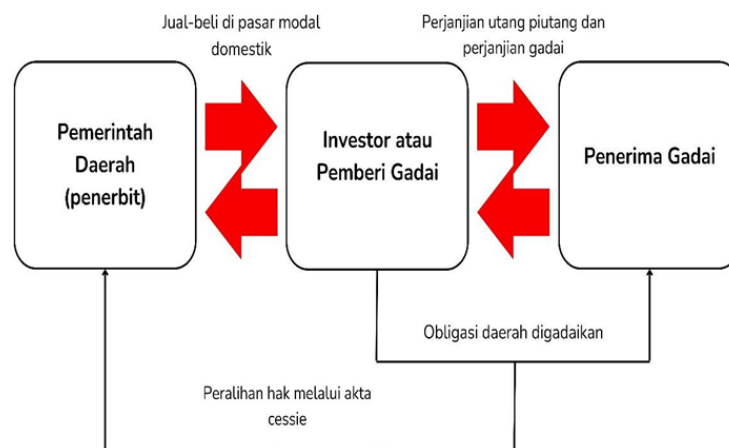 Jual-beli di pasar modal
domestik
Perjanjian utang piutang dan
perjanjian gadai
Pemerintah
Daerah
(penerbit)
Investor atau
Pemberi Gadai
Penerima Gadai
Obligasi daerah digadaikan
Peralihan hak melalui akta
cessie